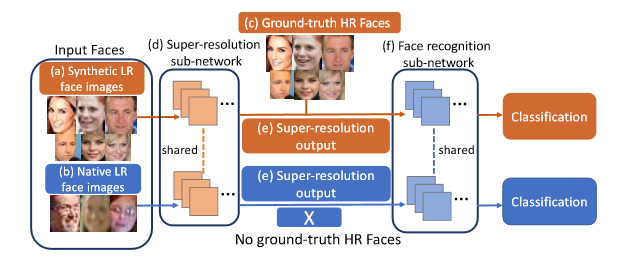 (c) Ground-truth HR Faces
Input Faces
(d) Super-resolution
sub-network
(f) Face recognition
sub-network
(a) Synthetic LR
face images
...
...
Classification
(e) Super-resolution
output
shared
shared
(b) Native LR
face images
(e) Super-resolution
output
...
...
Classification
X
No ground-truth HR Faces